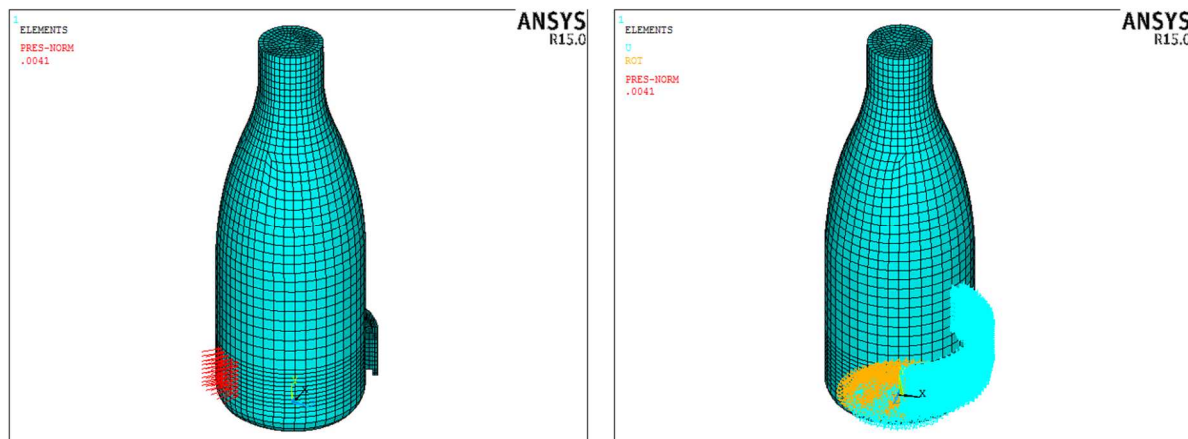 1
ELEMENTS
PRES-NORM
.0041
ANSYS
R15.0
X
1
ELEMENTS
U
ROT
PRES-NORM
.0041
ANSYS
R15.0
X